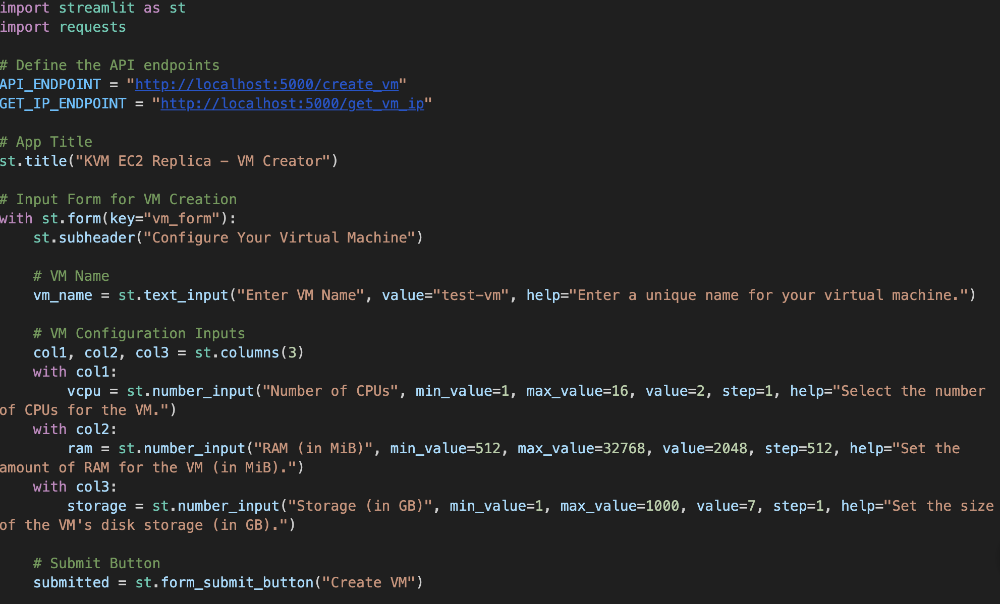 import streamlit as st
import requests

# Define the API endpoints
API_ENDPOINT = "http://localhost:5000/create_vm"
GET_IP_ENDPOINT = "http://localhost:5000/get_vm_ip"

# App Title
st.title("KVM EC2 Replica – VM Creator")

# Input Form for VM Creation
with st.form(key="vm_form"):
    st.subheader("Configure Your Virtual Machine")

    # VM Name
    vm_name = st.text_input("Enter VM Name", value="test-vm", help="Enter a unique name for your virtual machine.")

    # VM Configuration Inputs
    col1, col2, col3 = st.columns(3)
    with col1:
        vcpu = st.number_input("Number of CPUs", min_value=1, max_value=16, value=2, step=1, help="Select the number
of CPUs for the VM.")
    with col2:
        ram = st.number_input("RAM (in MiB)", min_value=512, max_value=32768, value=2048, step=512, help="Set the
amount of RAM for the VM (in MiB).")
    with col3:
        storage = st.number_input("Storage (in GB)", min_value=1, max_value=1000, value=7, step=1, help="Set the size
of the VM's disk storage (in GB).")

    # Submit Button
    submitted = st.form_submit_button("Create VM")